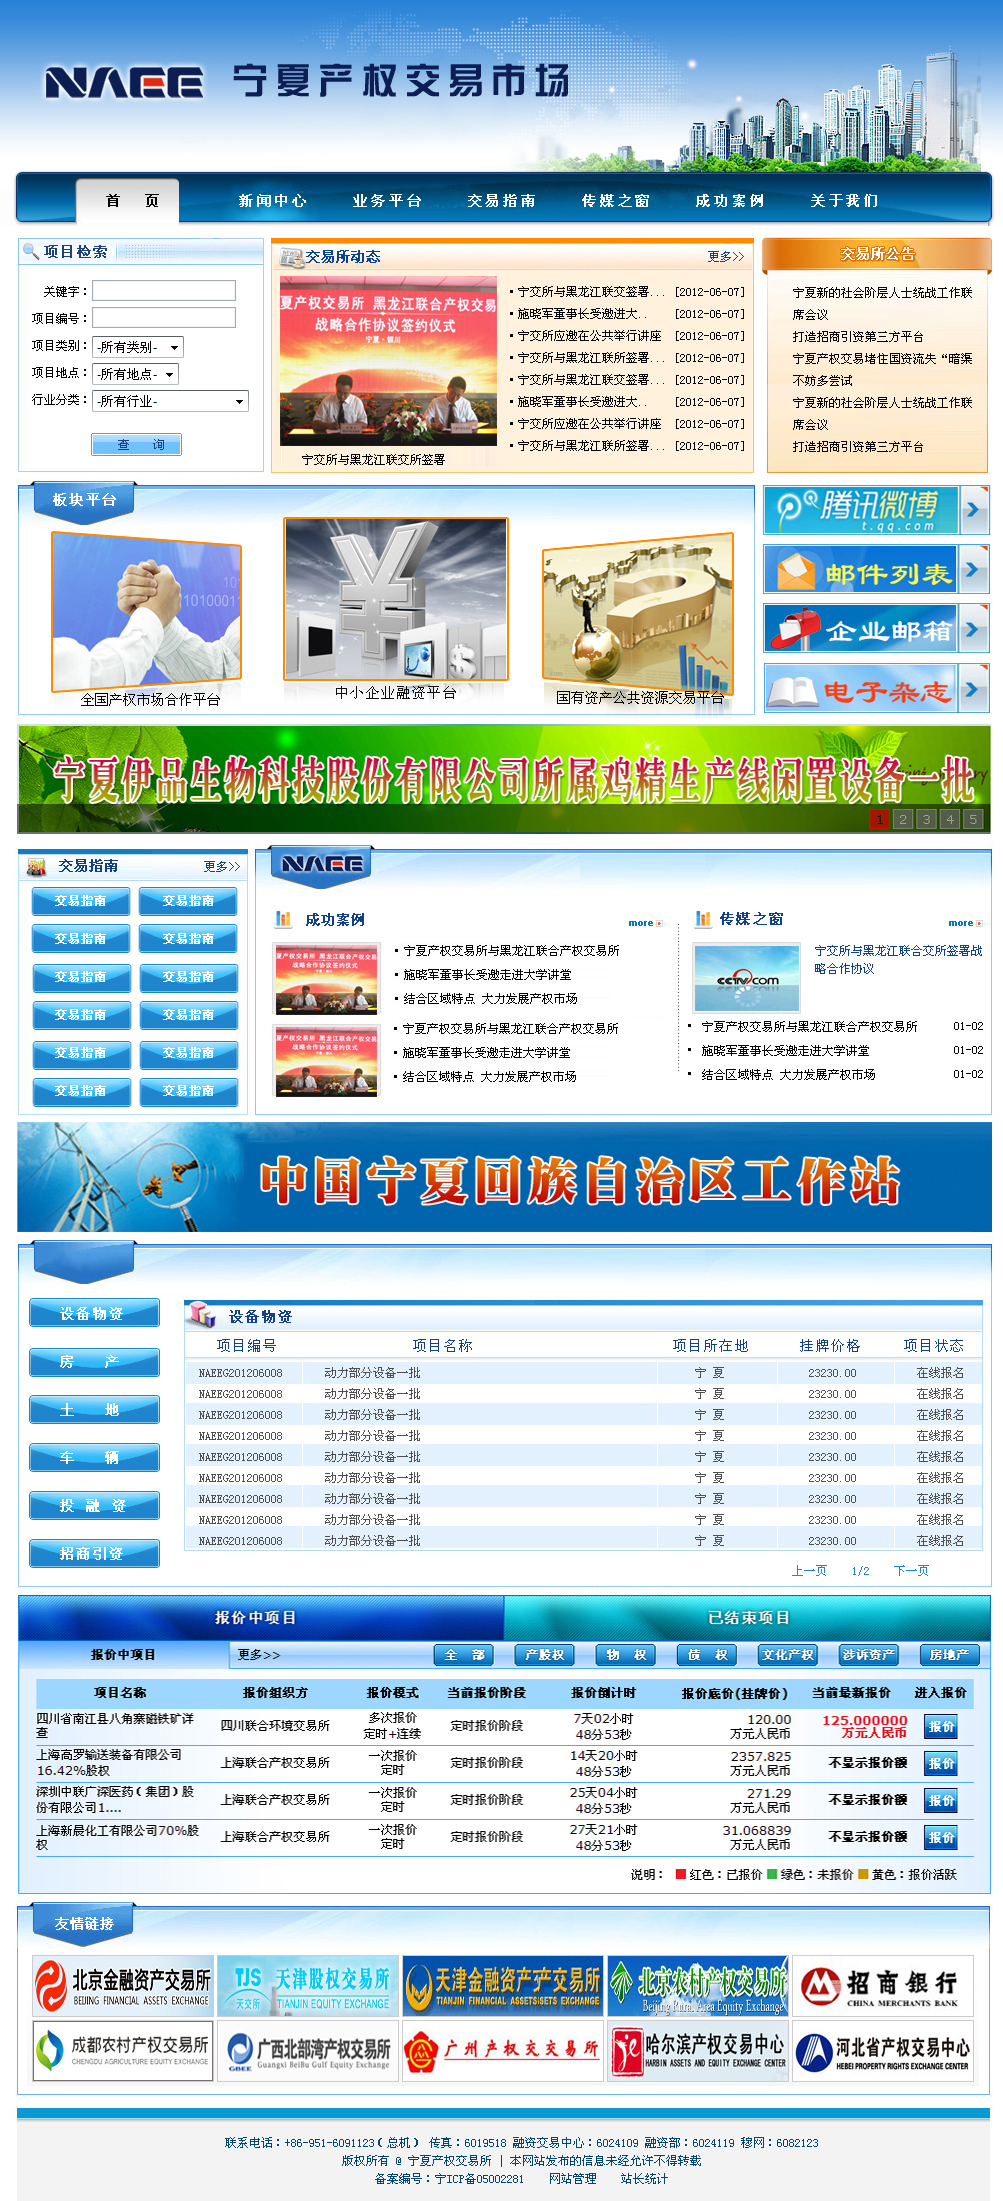 NAEE 宁夏产权交易市场
首 页 新闻中心 业务平台 交易指南 传媒之窗 成功案例 关于我们
项目检索
关键字：
项目编号：
项目类别： -所有类别-
项目地点： -所有地点-
行业分类： -所有行业-
查 询
交易所动态 更多>>
夏产权交易所 黑龙江联合产权交易
战略合作协议签约仪式
宁夏·银川
宁交所与黑龙江联交所签署
·宁交所与黑龙江联交签署... [2012-06-07]
·施晓军董事长受邀进大.. [2012-06-07]
·宁交所应邀在公共举行讲座 [2012-06-07]
·宁交所与黑龙江联所签署... [2012-06-07]
·宁交所与黑龙江联交签署... [2012-06-07]
·施晓军董事长受邀进大.. [2012-06-07]
·宁交所应邀在公共举行讲座 [2012-06-07]
·宁交所与黑龙江联所签署... [2012-06-07]
交易所公告
宁夏新的社会阶层人士统战工作联
席会议
打造招商引资第三方平台
宁夏产权交易堵住国资流失“暗渠
不妨多尝试
宁夏新的社会阶层人士统战工作联
席会议
打造招商引资第三方平台
板块平台
全国产权市场合作平台
中小企业融资平台
国有资产公共资源交易平台
腾讯微博
t.qq.com
邮件列表
企业邮箱
电子杂志
宁夏伊品生物科技股份有限公司所属鸡精生产线闲置设备一批
1 2 3 4 5
交易指南 更多>>
交易指南 交易指南
交易指南 交易指南
交易指南 交易指南
交易指南 交易指南
交易指南 交易指南
交易指南 交易指南
NAEE
成功案例 more
·宁夏产权交易所与黑龙江联合产权交易所
·施晓军董事长受邀走进大学讲堂
·结合区域特点 大力发展产权市场
·宁夏产权交易所与黑龙江联合产权交易所
·施晓军董事长受邀走进大学讲堂
·结合区域特点 大力发展产权市场
传媒之窗 more
cctv.com
宁交所与黑龙江联合交所签署战
略合作协议
· 宁夏产权交易所与黑龙江联合产权交易所 01-02
· 施晓军董事长受邀走进大学讲堂 01-02
· 结合区域特点 大力发展产权市场 01-02
中国宁夏回族自治区工作站
设备物资
房 产
土 地
车 辆
投 融 资
招商引资
设备物资
项目编号 项目名称 项目所在地 挂牌价格 项目状态
NAEEG201206008 动力部分设备一批 宁 夏 23230.00 在线报名
NAEEG201206008 动力部分设备一批 宁 夏 23230.00 在线报名
NAEEG201206008 动力部分设备一批 宁 夏 23230.00 在线报名
NAEEG201206008 动力部分设备一批 宁 夏 23230.00 在线报名
NAEEG201206008 动力部分设备一批 宁 夏 23230.00 在线报名
NAEEG201206008 动力部分设备一批 宁 夏 23230.00 在线报名
NAEEG201206008 动力部分设备一批 宁 夏 23230.00 在线报名
NAEEG201206008 动力部分设备一批 宁 夏 23230.00 在线报名
NAEEG201206008 动力部分设备一批 宁 夏 23230.00 在线报名
上一页 1/2 下一页
报价中项目 已结束项目
报价中项目 更多>> 全 部 产股权 物 权 债 权 文化产权 涉诉资产 房地产
项目名称 报价组织方 报价模式 当前报价阶段 报价倒计时 报价底价(挂牌价) 当前最新报价 进入报价
四川省南江县八角寨磁铁矿详
查 四川联合环境交易所 多次报价
定时+连续 定时报价阶段 7天02小时
48分53秒 120.00
万元人民币 125.000000
万元人民币 报价
上海高罗输送装备有限公司
16.42%股权 上海联合产权交易所 一次报价
定时 定时报价阶段 14天20小时
48分53秒 2357.825
万元人民币 不显示报价额 报价
深圳中联广深医药(集团)股
份有限公司1.... 上海联合产权交易所 一次报价
定时 定时报价阶段 25天04小时
48分53秒 271.29
万元人民币 不显示报价额 报价
上海新晨化工有限公司70%股
权 上海联合产权交易所 一次报价
定时 定时报价阶段 27天21小时
48分53秒 31.068839
万元人民币 不显示报价额 报价
说明： 红色：已报价 绿色：未报价 黄色：报价活跃
友情链接
北京金融资产交易所
BEIJING FINANCIAL ASSETS EXCHANGE
TJS 天交所 天津股权交易所
TIANJIN EQUITY EXCHANGE
天津金融资产产交易所
TIANJIN FINANCIAL ASSETSISETS EXCHANGE
北京农村产权交易所
Beijing Rural Area Equity Exchange
招商银行
CHINA MERCHANTS BANK
成都农村产权交易所
CHENGDU AGRICULTURE EQUITY EXCHANGE
GBEE 广西北部湾产权交易所
Guangxi BeiBu Gulf Equity Exchange
广州产权交交易所
哈尔滨产权交易中心
HARBIN ASSETS AND EQUITY EXCHANGE CENTER
河北省产权交易中心
HEBEI PROPERTY RIGHTS EXCHANGE CENTER
联系电话：+86-951-6091123(总机) 传真：6019518 融资交易中心：6024109 融资部：6024119 穆网：6082123
版权所有 @ 宁夏产权交易所 | 本网站发布的信息未经允许不得转载
备案编号：宁ICP备05002281 网站管理 站长统计